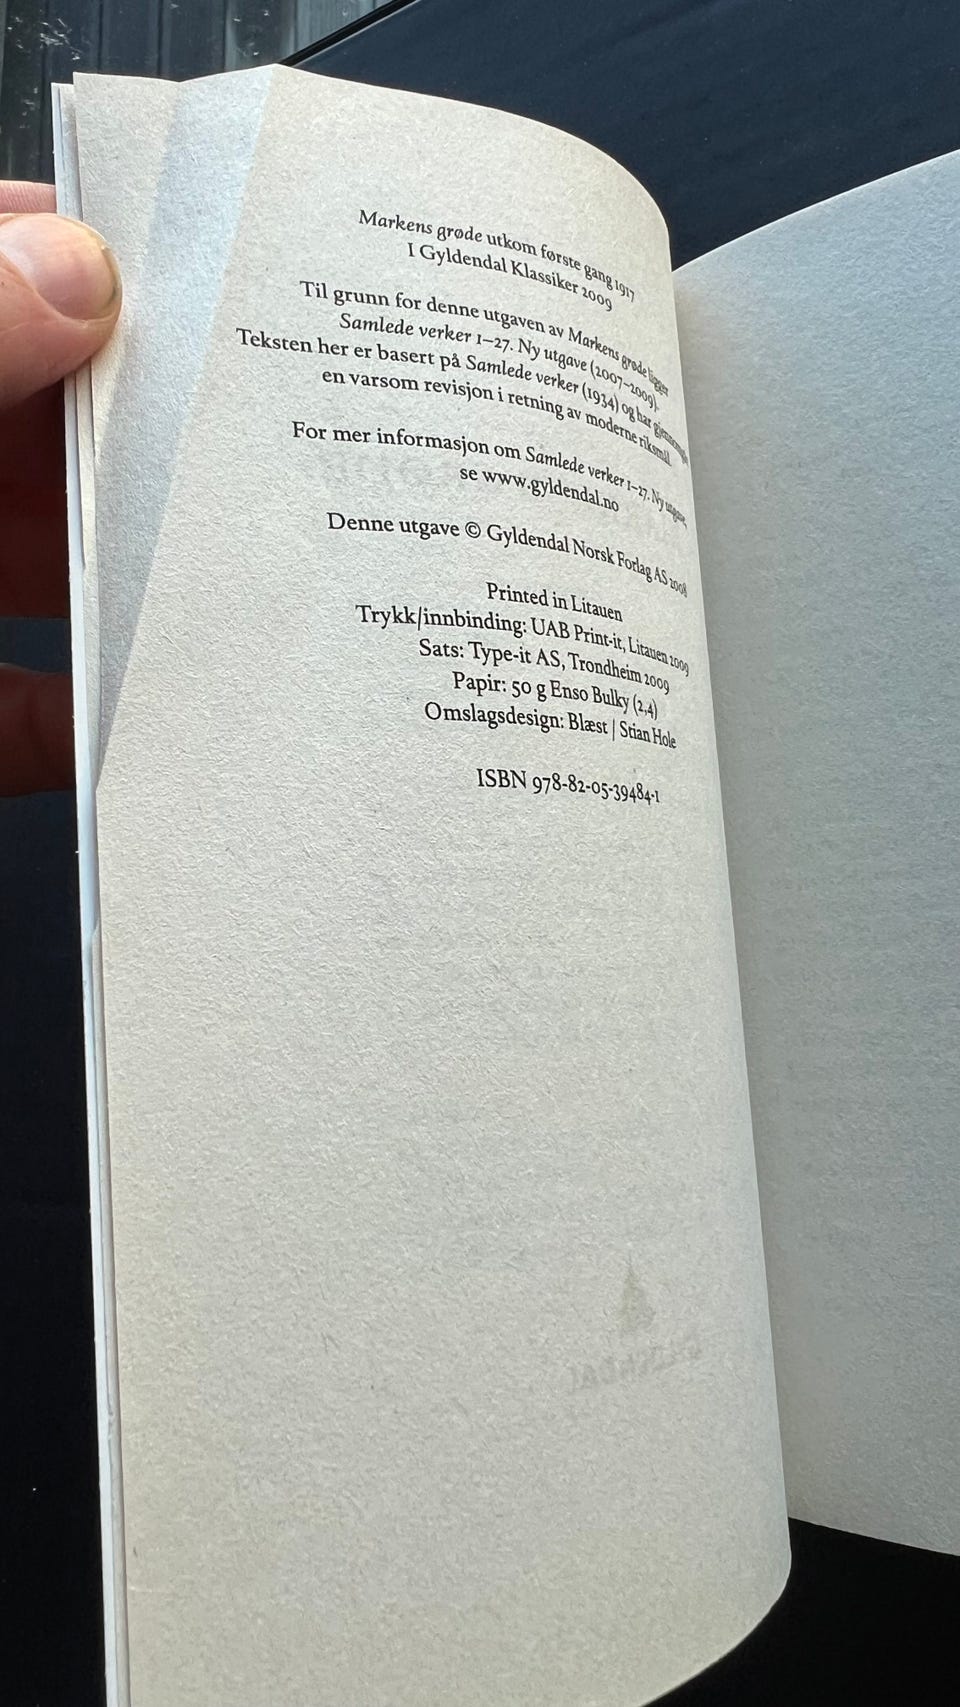 Markens grøde utkom første gang 1917
I Gyldendal Klassiker 2009
Til grunn for denne utgaven av Markens grøde ligger
Samlede verker 1–27. Ny utgave (2007–2009).
Teksten her er basert på Samlede verker (1934) og har gjennomgått
en varsom revisjon i retning av moderne riksmål.
For mer informasjon om Samlede verker 1–27. Ny utgave,
se www.gyldendal.no
Denne utgave © Gyldendal Norsk Forlag AS 2008
Printed in Litauen
Trykk/innbinding: UAB Print-it, Litauen 2009
Sats: Type-it AS, Trondheim 2009
Papir: 50 g Enso Bulky (2,4)
Omslagsdesign: Blæst / Stian Hole
ISBN 978-82-05-39484-1
GYLDENDAL